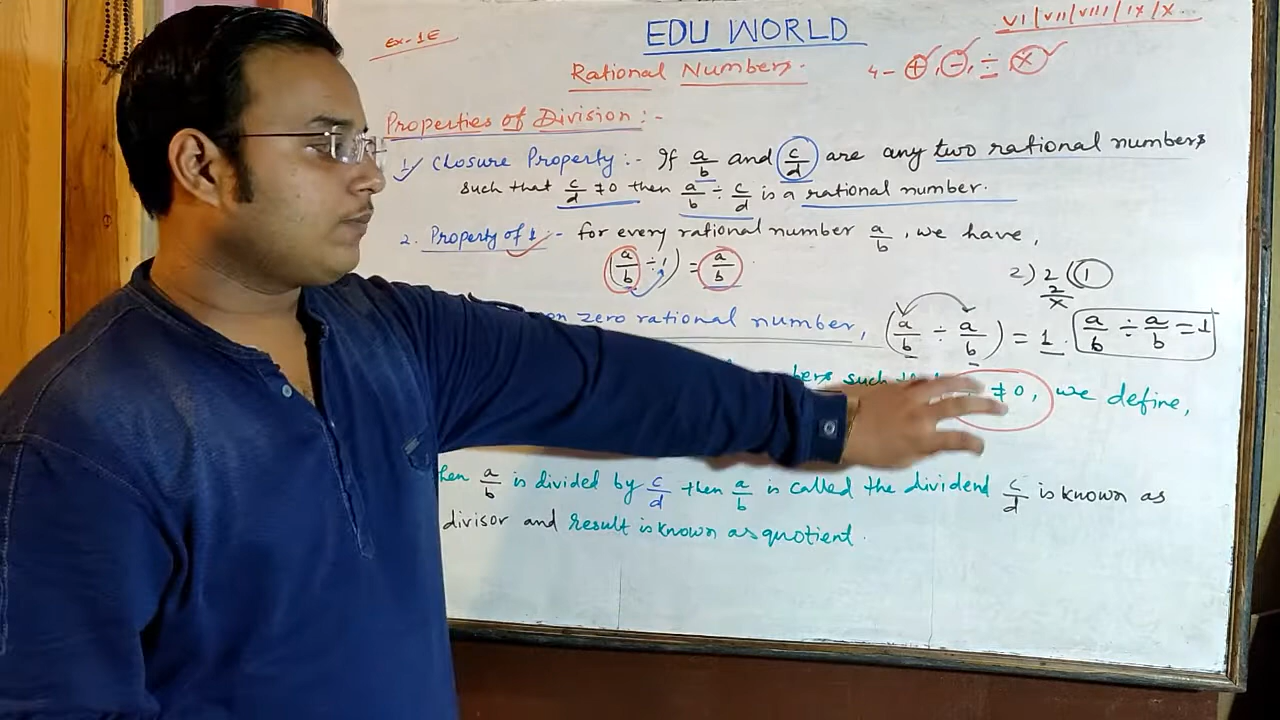 EDU WORLD
VI/VII/VIII/IX/X.
Ex-1E
Rational Numbers.
4- +, -, ÷ ×
Properties of Division:-
1. Closure Property:- If a/b and c/d are any two rational numbers
such that c/d ≠0 then a/b ÷ c/d is a rational number.
2. Property of 1:- for every rational number a/b, we have,
(a/b ÷ 1) = a/b
2) 2 (1
2
x
non zero rational number, (a/b ÷ a/b) = 1. a/b ÷ a/b = 1
such ≠0, we define,
a/b is divided by c/d then a/b is called the dividend c/d is known as
divisor and result is known as quotient.